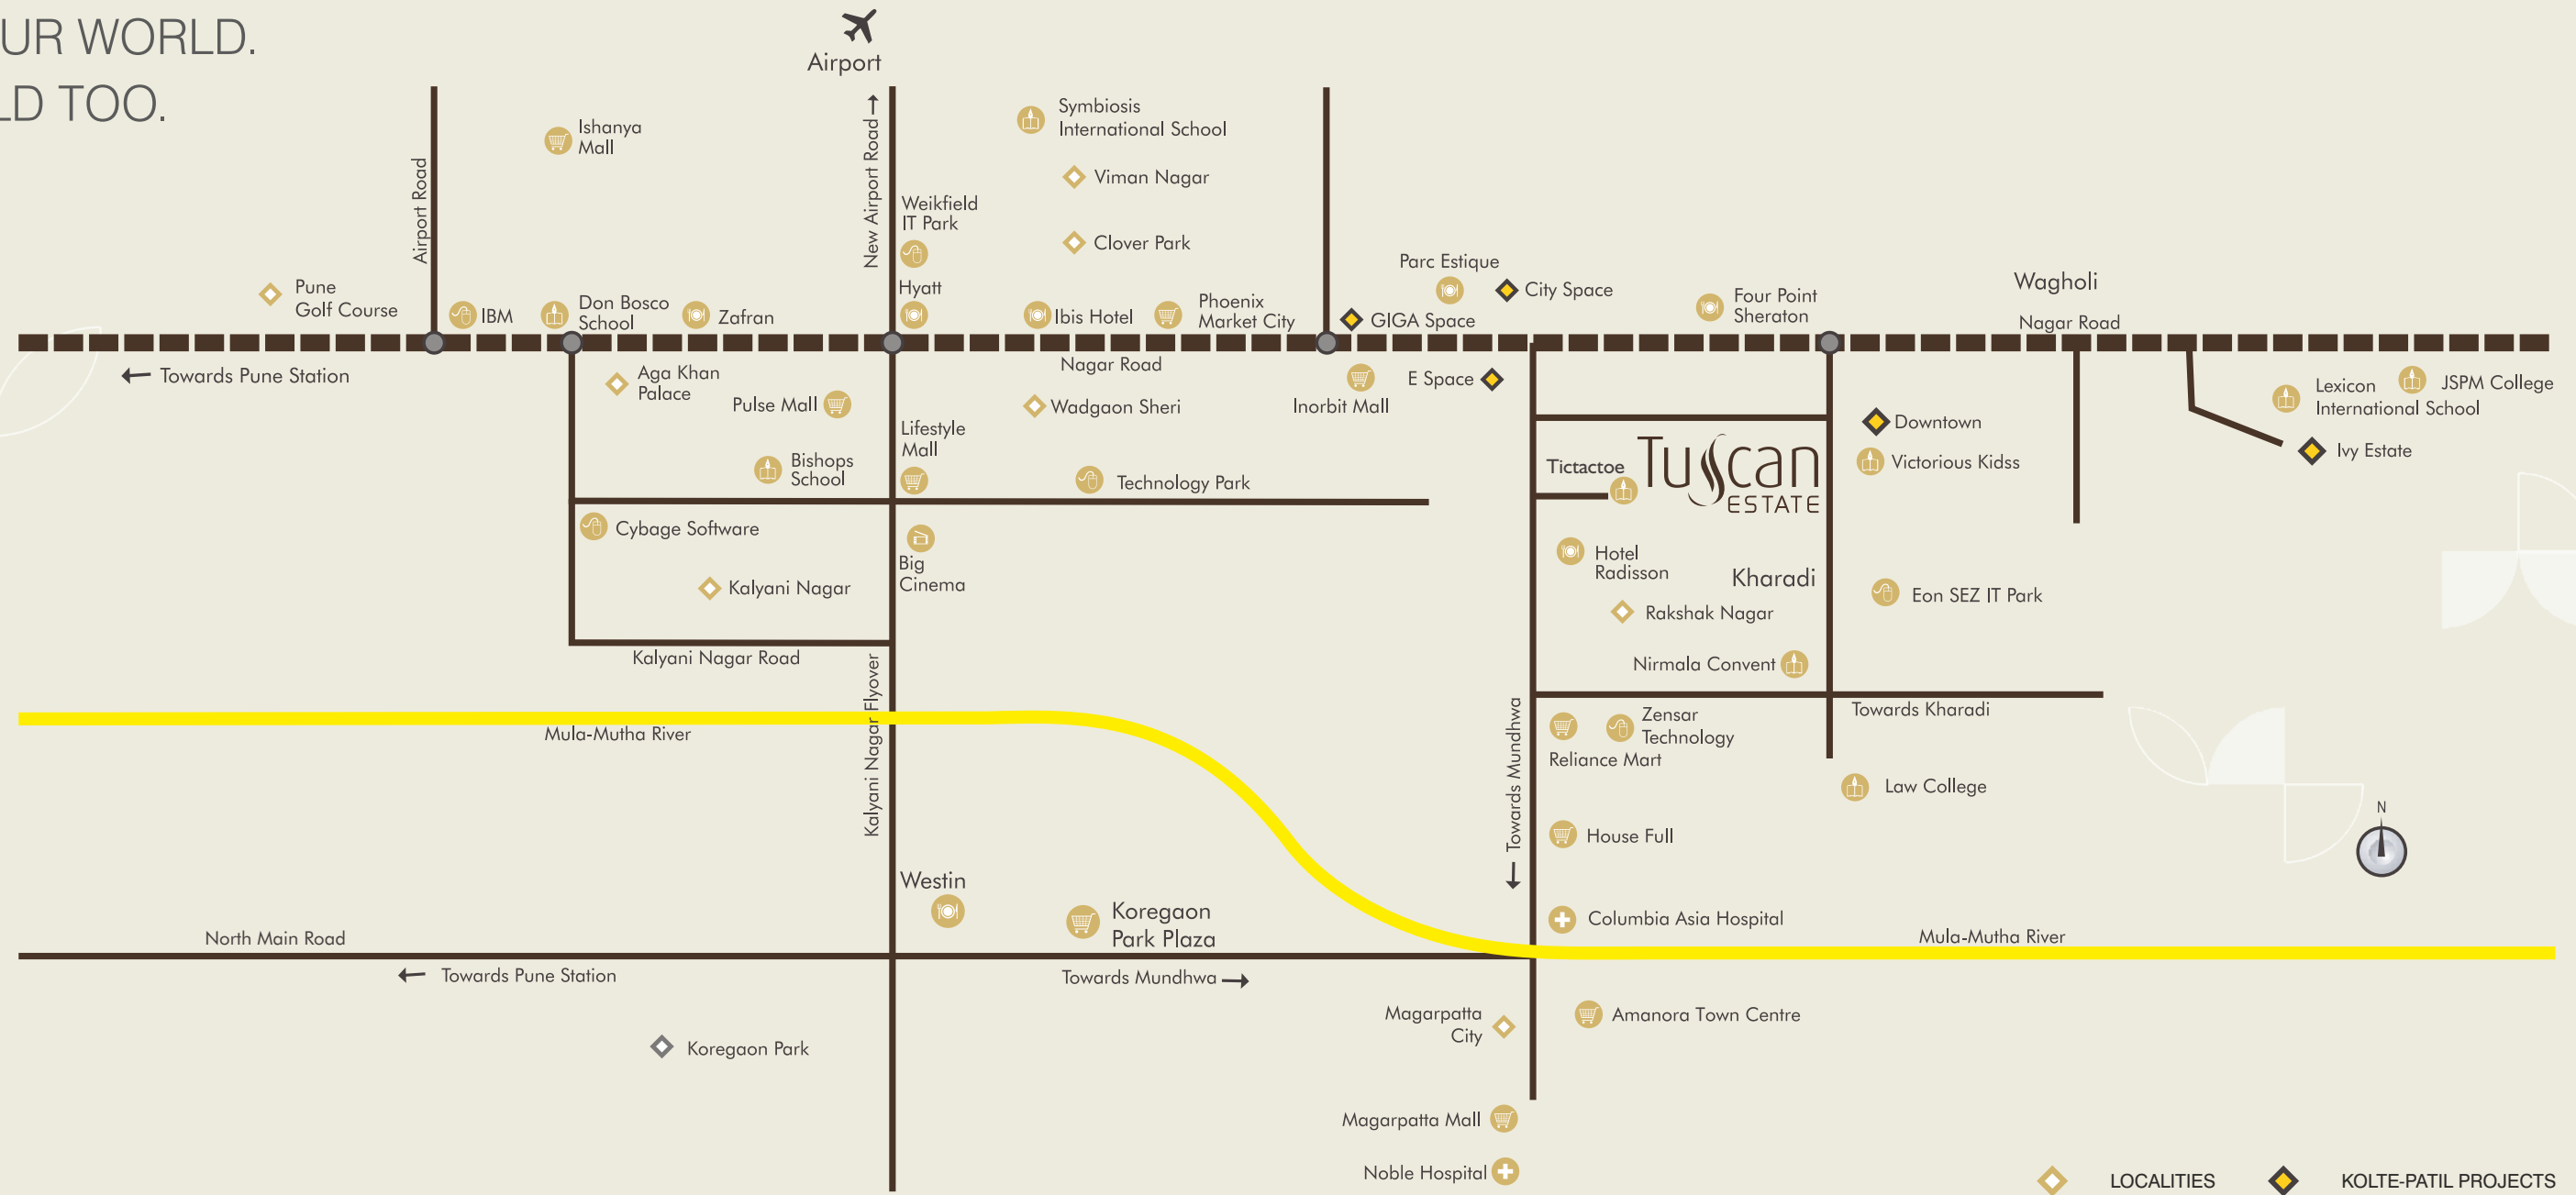 UR WORLD.
LD TOO.
Airport
New Airport Road
Airport Road
Ishanya
Mall
Symbiosis
International School
Viman Nagar
Weikfield
IT Park
Clover Park
Pune
Golf Course
IBM
Don Bosco
School
Zafran
Hyatt
Ibis Hotel
Phoenix
Market City
GIGA Space
Parc Estique
City Space
Four Point
Sheraton
Wagholi
Nagar Road
Towards Pune Station
Aga Khan
Palace
Pulse Mall
Nagar Road
Wadgaon Sheri
Inorbit Mall
E Space
Lexicon
International School
JSPM College
Ivy Estate
Downtown
Victorious Kidss
Tictactoe
Tuscan
ESTATE
Bishops
School
Lifestyle
Mall
Technology Park
Cybage Software
Big
Cinema
Kalyani Nagar
Hotel
Radisson
Kharadi
Eon SEZ IT Park
Rakshak Nagar
Kalyani Nagar Road
Nirmala Convent
Kalyani Nagar Flyover
Mula-Mutha River
Towards Mundhwa
Towards Kharadi
Zensar
Technology
Reliance Mart
Law College
House Full
N
Westin
Koregaon
Park Plaza
Columbia Asia Hospital
North Main Road
Mula-Mutha River
Towards Pune Station
Towards Mundhwa
Magarpatta
City
Amanora Town Centre
Koregaon Park
Magarpatta Mall
Noble Hospital
LOCALITIES
KOLTE-PATIL PROJECTS